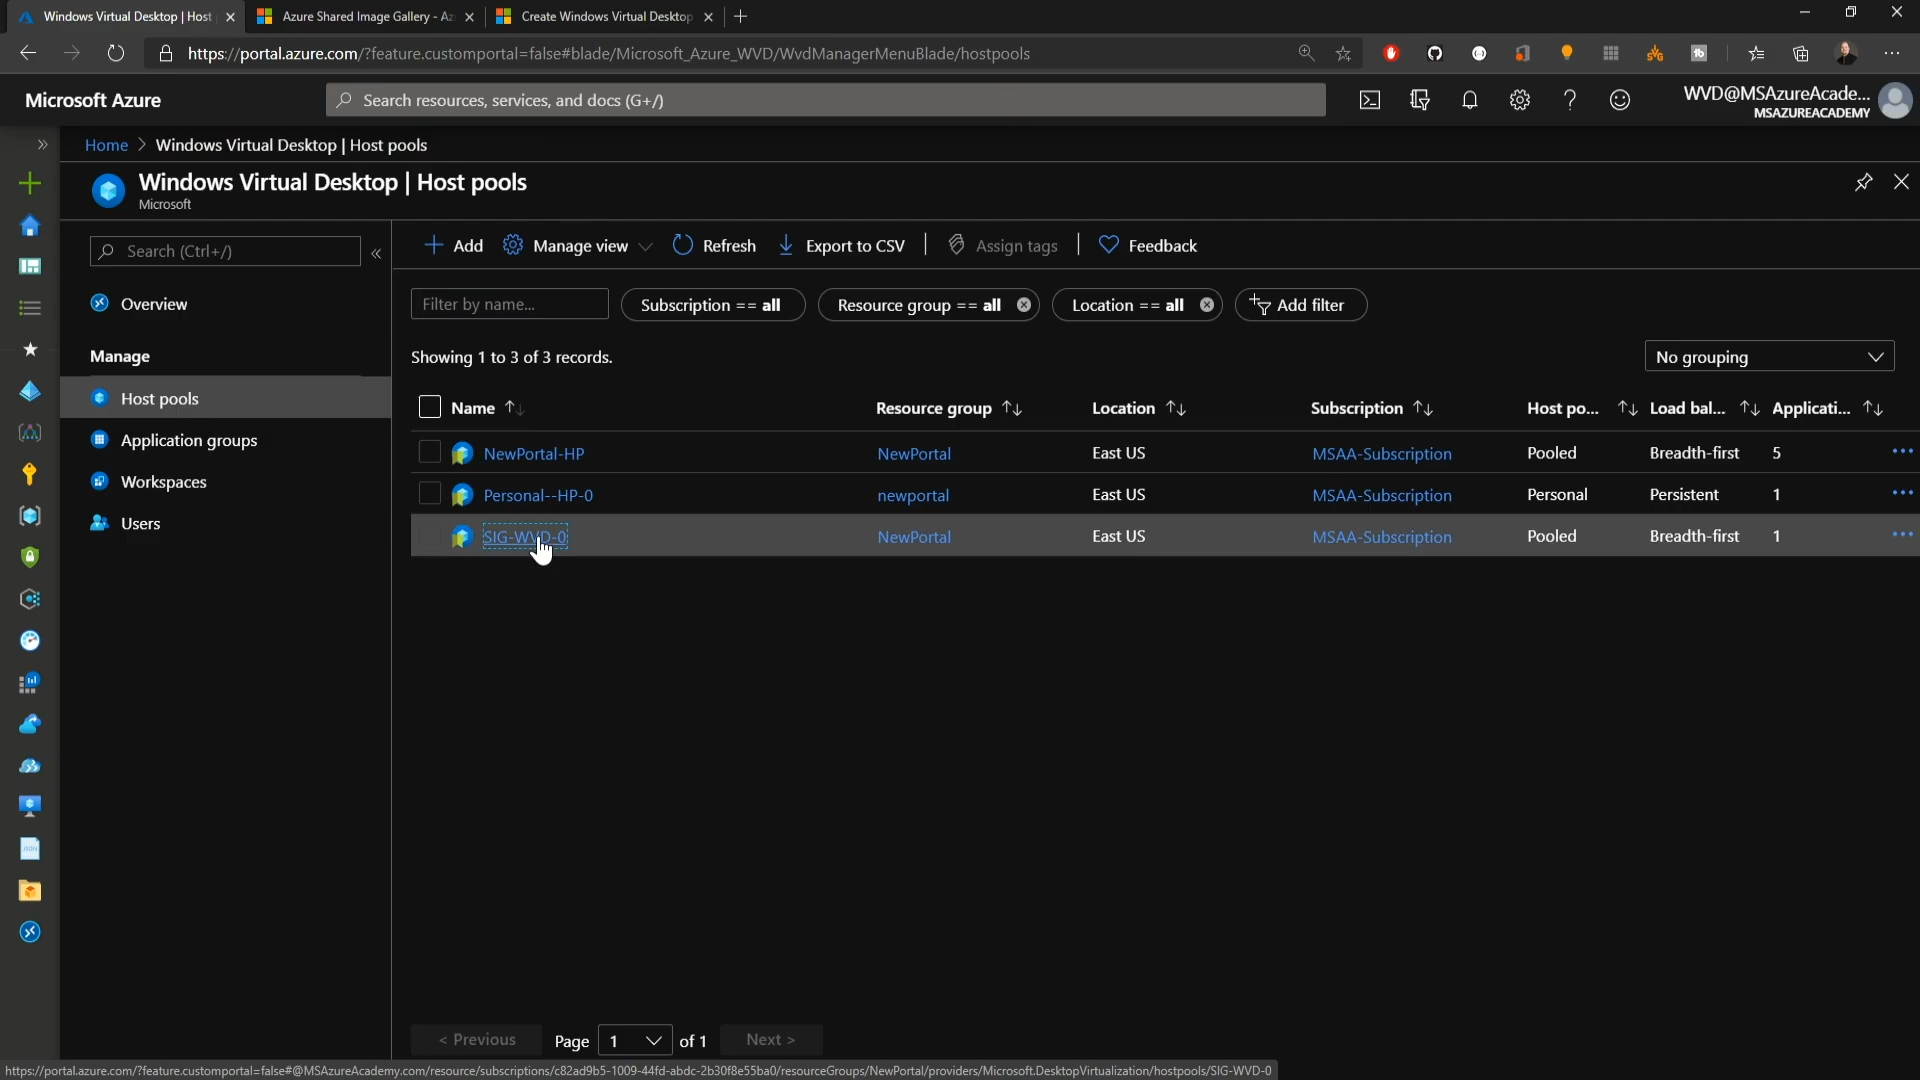 Windows Virtual Desktop | Host
Azure Shared Image Gallery - Az
Create Windows Virtual Desktop
https://portal.azure.com/?feature.customportal=false#blade/Microsoft_Azure_WVD/WvdManagerMenuBlade/hostpools
Microsoft Azure
Search resources, services, and docs (G+/)
WVD@MSAzureAcade...
MSAZUREACADEMY
Home > Windows Virtual Desktop | Host pools
Windows Virtual Desktop | Host pools
Microsoft
Search (Ctrl+/)
Overview
Manage
Host pools
Application groups
Workspaces
Users
Add Manage view Refresh Export to CSV Assign tags Feedback
Filter by name... Subscription == all Resource group == all Location == all Add filter
Showing 1 to 3 of 3 records.
No grouping
Name Resource group Location Subscription Host po... Load bal... Applicati...
NewPortal-HP NewPortal East US MSAA-Subscription Pooled Breadth-first 5
Personal--HP-0 newportal East US MSAA-Subscription Personal Persistent 1
SIG-WVD-0 NewPortal East US MSAA-Subscription Pooled Breadth-first 1
< Previous Page 1 of 1 Next >
https://portal.azure.com/?feature.customportal=false#@MSAzureAcademy.com/resource/subscriptions/c82ad9b5-1009-44fd-abdc-2b30f8e55ba0/resourceGroups/NewPortal/providers/Microsoft.DesktopVirtualization/hostpools/SIG-WVD-0